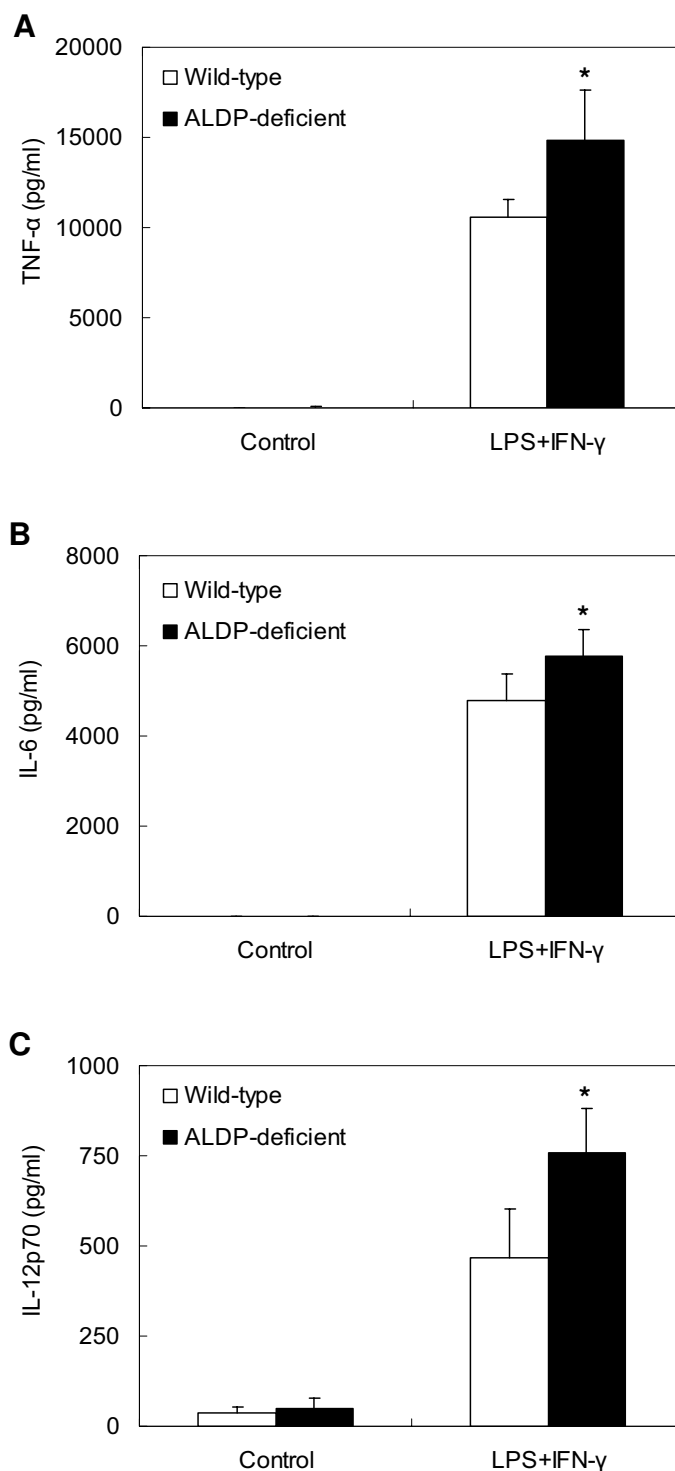 A
20000
15000
10000
5000
0
TNF-α (pg/ml)
Wild-type
ALDP-deficient
*
Control
LPS+IFN-γ
B
8000
6000
4000
2000
0
IL-6 (pg/ml)
Wild-type
ALDP-deficient
*
Control
LPS+IFN-γ
C
1000
750
500
250
0
IL-12p70 (pg/ml)
Wild-type
ALDP-deficient
*
Control
LPS+IFN-γ